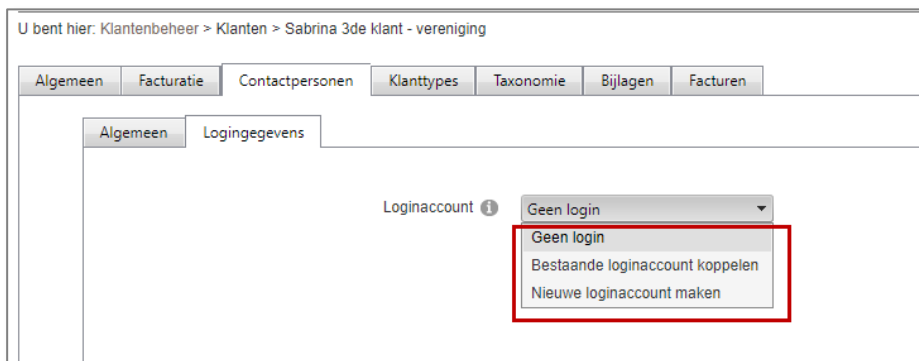 U bent hier: Klantenbeheer > Klanten > Sabrina 3de klant - vereniging
Algemeen Facturatie Contactpersonen Klanttypes Taxonomie Bijlagen Facturen
Algemeen Logingegevens
Loginaccount Geen login
Geen login
Bestaande loginaccount koppelen
Nieuwe loginaccount maken